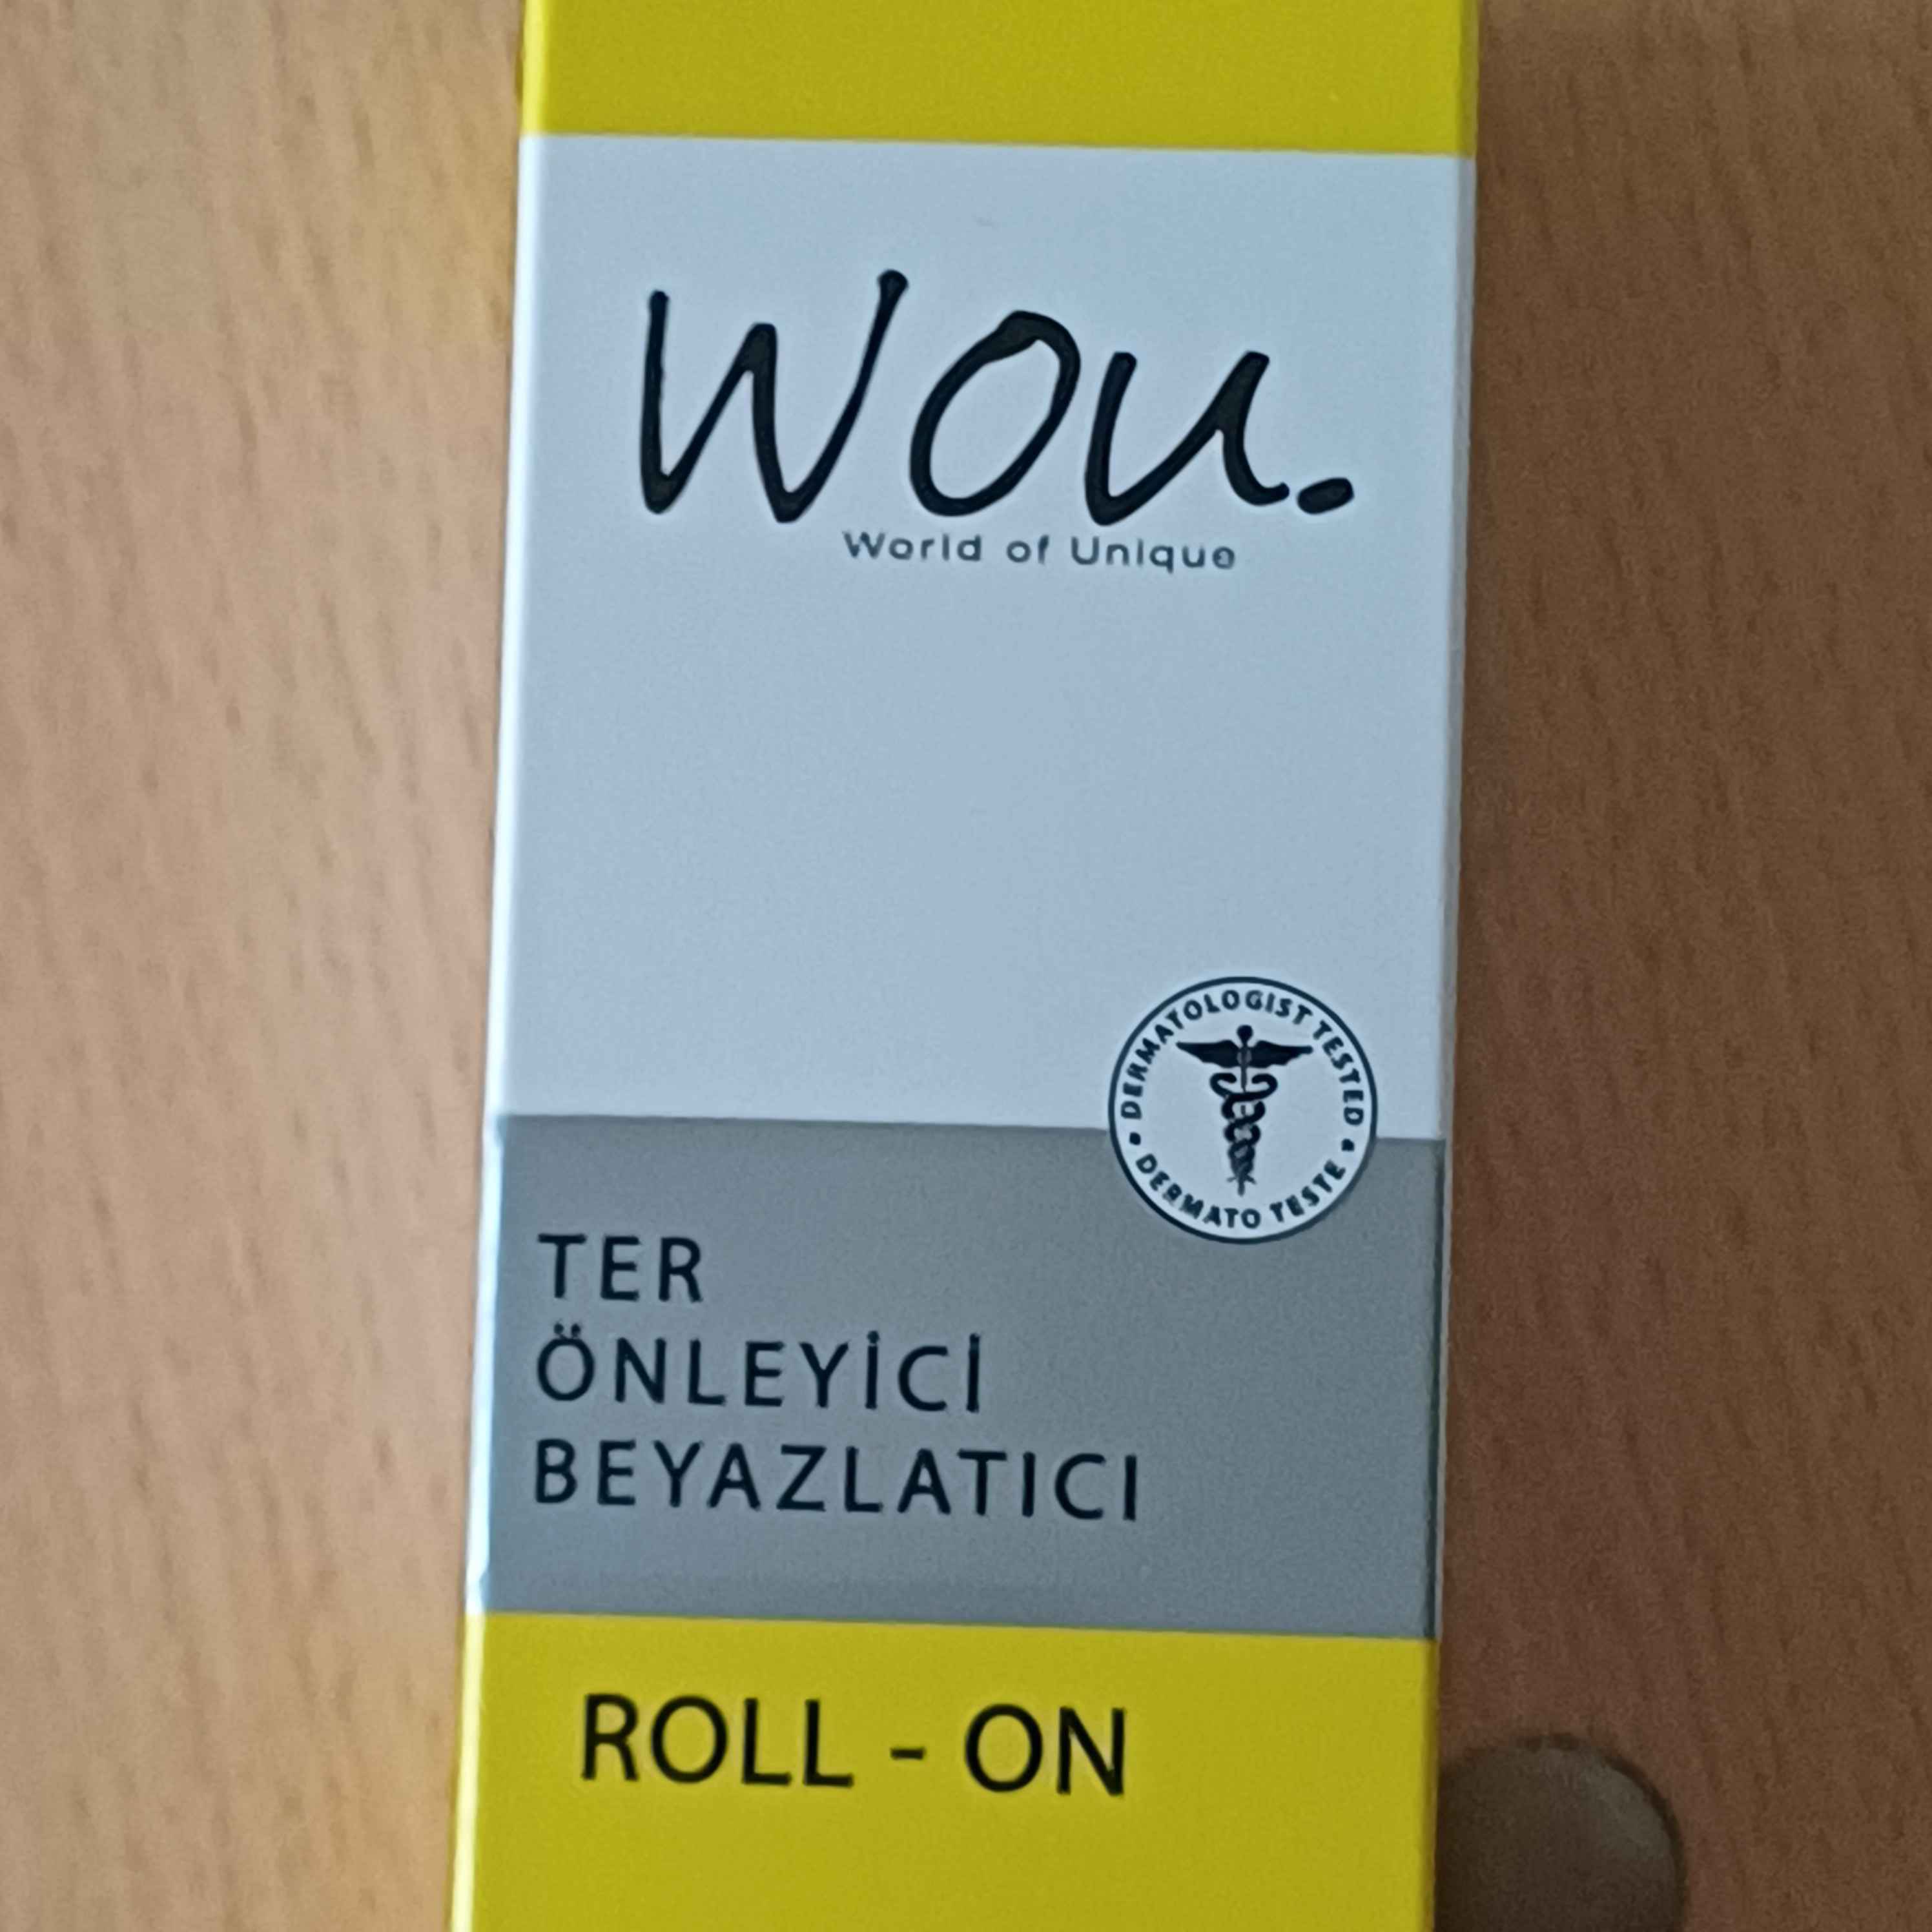 Wou.
World of Unique
• DERMATOLOGIST TESTED •
DERMATO TESTE
TER
ÖNLEYİCİ
BEYAZLATICI
ROLL - ON